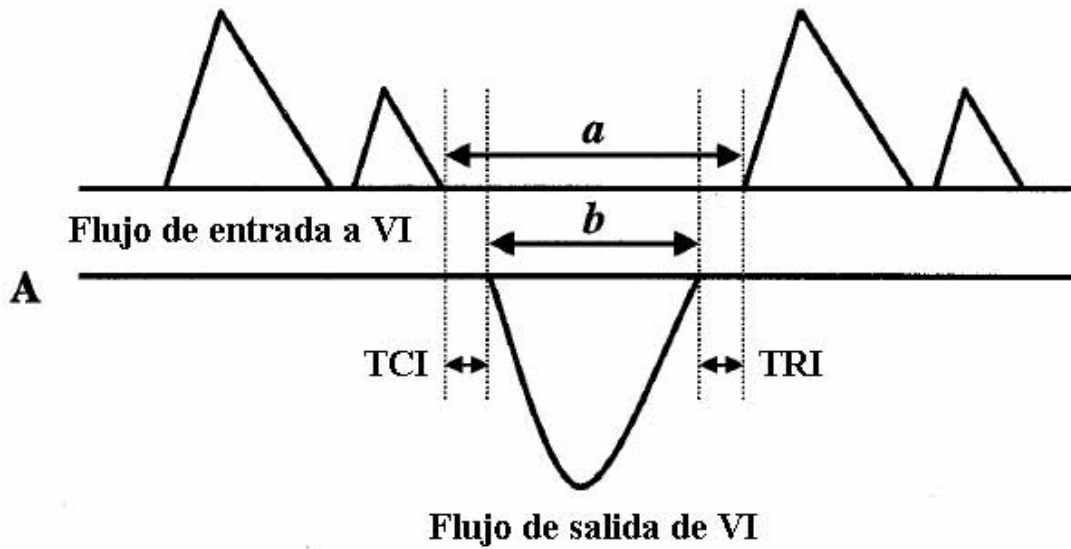 a
Flujo de entrada a VI
b
A
TCI
TRI
Flujo de salida de VI